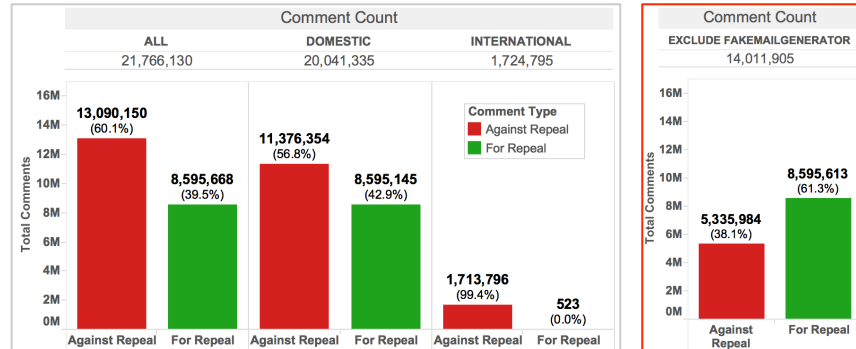 Comment Count
ALL DOMESTIC INTERNATIONAL
21,766,130 20,041,335 1,724,795
Total Comments
16M
14M
12M
10M
8M
6M
4M
2M
0M
13,090,150
(60.1%)
8,595,668
(39.5%)
11,376,354
(56.8%)
8,595,145
(42.9%)
1,713,796
(99.4%)
523
(0.0%)
Comment Type
Against Repeal
For Repeal
Against Repeal For Repeal Against Repeal For Repeal Against Repeal For Repeal
Comment Count
EXCLUDE FAKEMAILGENERATOR
14,011,905
Total Comments
16M
14M
12M
10M
8M
6M
4M
2M
0M
5,335,984
(38.1%)
8,595,613
(61.3%)
Against
Repeal
For Repeal